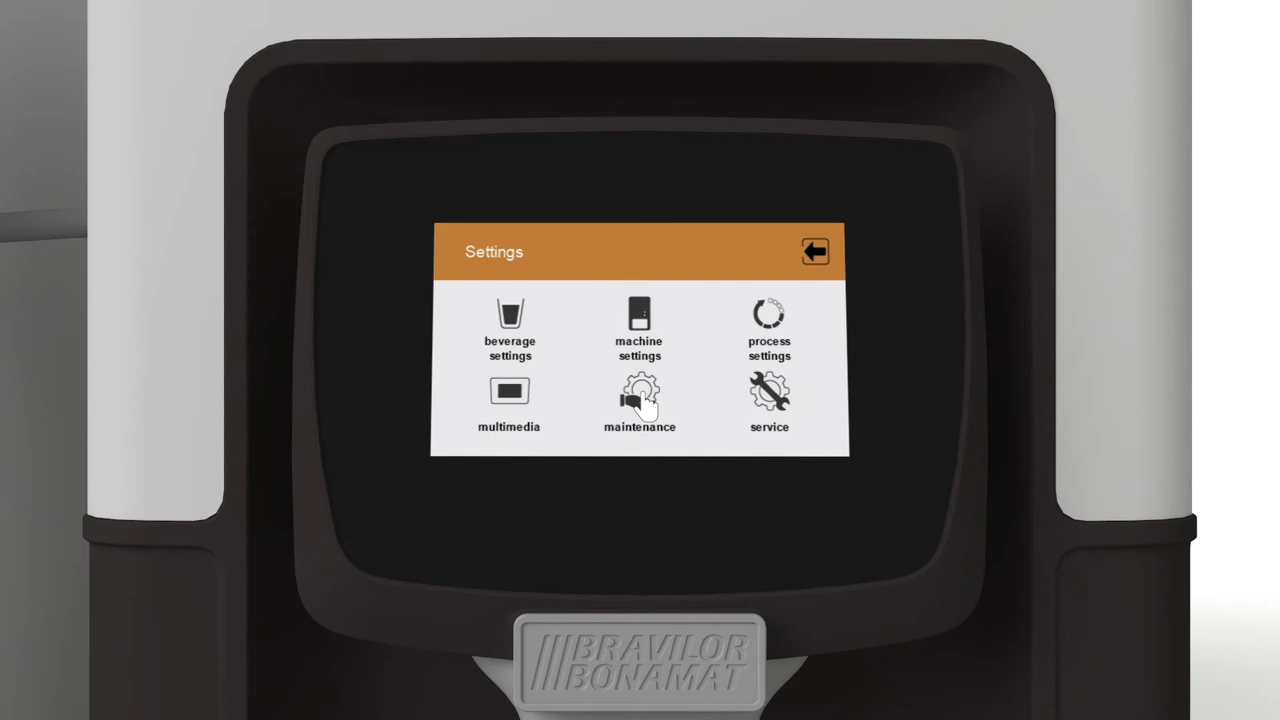 Settings
beverage
settings
machine
settings
process
settings
multimedia
maintenance
service
BRAVILOR
BONAMAT